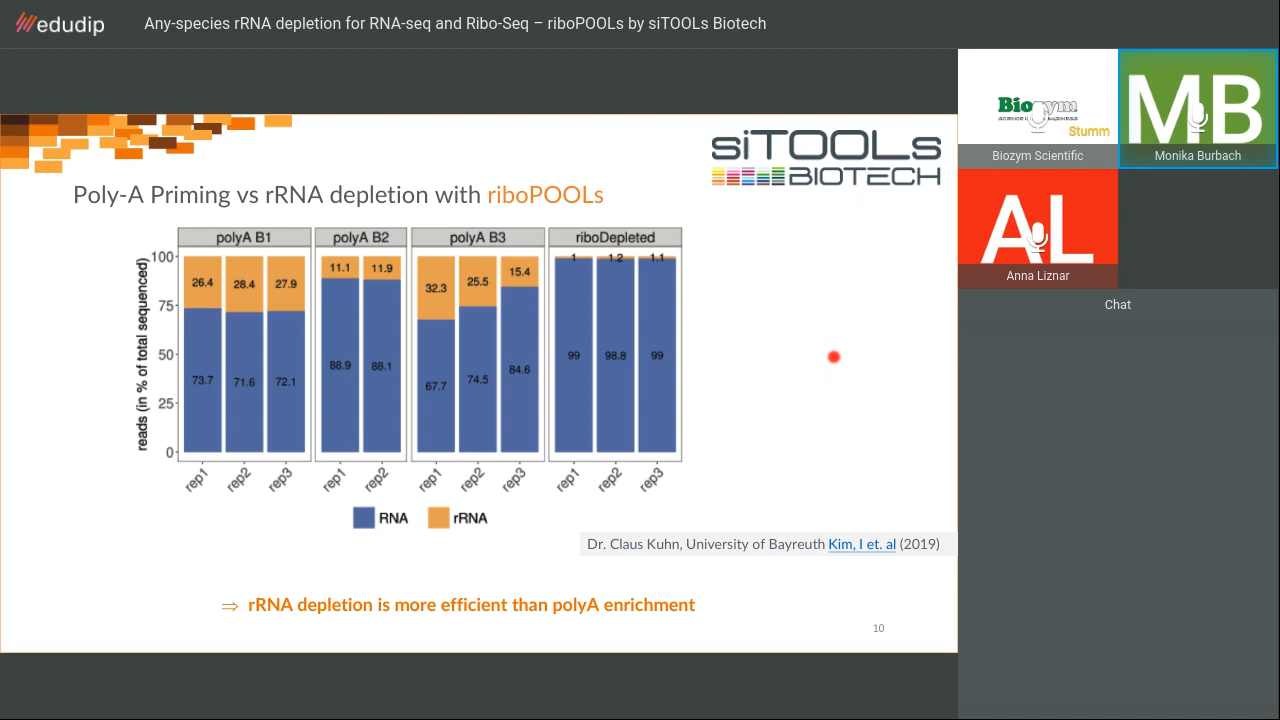 edudip
Any-species rRNA depletion for RNA-seq and Ribo-Seq – riboPOOLs by siTOOLs Biotech
siTOOLs
BIOTECH
Poly-A Priming vs rRNA depletion with riboPOOLs
polyA B1 polyA B2 polyA B3 riboDepleted
reads (in % of total sequenced)
100
75
50
25
0
26.4 28.4 27.9 11.1 11.9 32.3 25.5 15.4 1 1.2 1.1
73.7 71.6 72.1 88.9 88.1 67.7 74.5 84.6 99 98.8 99
rep1 rep2 rep3 rep1 rep2 rep1 rep2 rep3 rep1 rep2 rep3
RNA rRNA
Dr. Claus Kuhn, University of Bayreuth Kim, I et. al (2019)
⇒ rRNA depletion is more efficient than polyA enrichment
10
Biozym
Stumm
Biozym Scientific
MB
Monika Burbach
AL
Anna Liznar
Chat